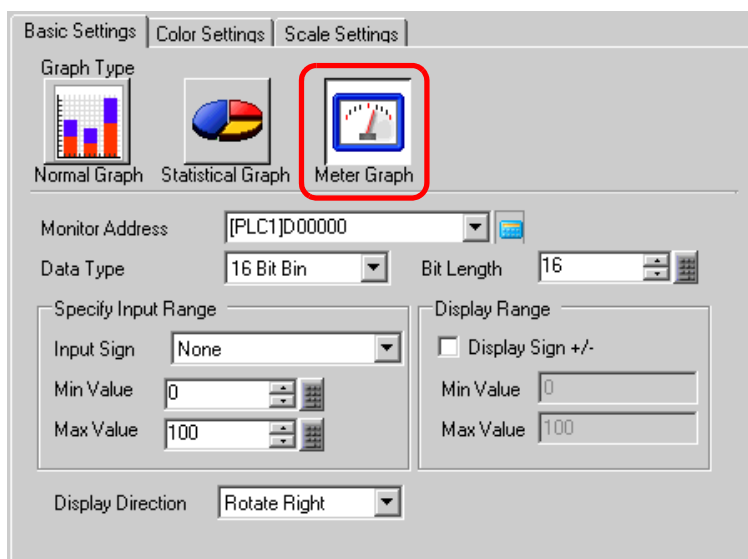 Basic Settings Color Settings Scale Settings
Graph Type
Normal Graph Statistical Graph Meter Graph
Monitor Address [PLC1]D00000
Data Type 16 Bit Bin Bit Length 16
Specify Input Range Display Range
Input Sign None Display Sign +/-
Min Value 0 Min Value 0
Max Value 100 Max Value 100
Display Direction Rotate Right